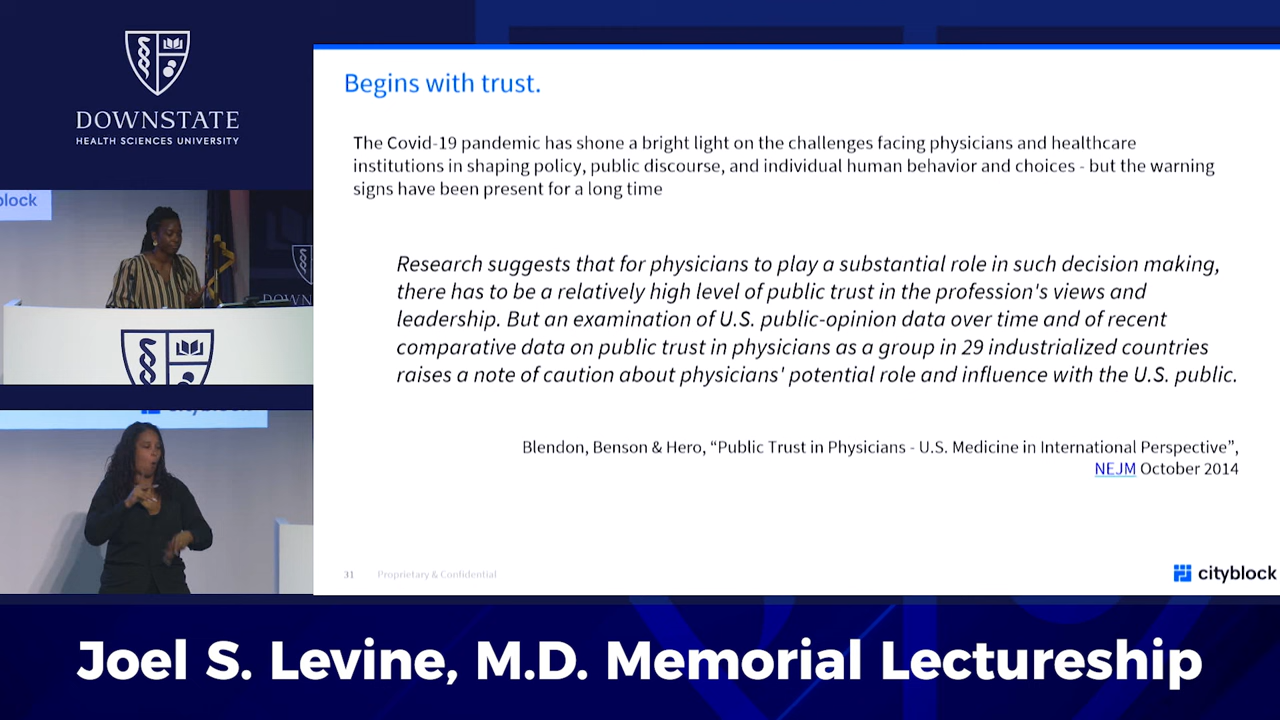 DOWNSTATE
HEALTH SCIENCES UNIVERSITY
Begins with trust.
The Covid-19 pandemic has shone a bright light on the challenges facing physicians and healthcare
institutions in shaping policy, public discourse, and individual human behavior and choices - but the warning
signs have been present for a long time
Research suggests that for physicians to play a substantial role in such decision making,
there has to be a relatively high level of public trust in the profession's views and
leadership. But an examination of U.S. public-opinion data over time and of recent
comparative data on public trust in physicians as a group in 29 industrialized countries
raises a note of caution about physicians' potential role and influence with the U.S. public.
Blendon, Benson & Hero, “Public Trust in Physicians - U.S. Medicine in International Perspective”,
NEJM October 2014
31 Proprietary & Confidential
cityblock
block
DOWN
cityblock
Joel S. Levine, M.D. Memorial Lectureship